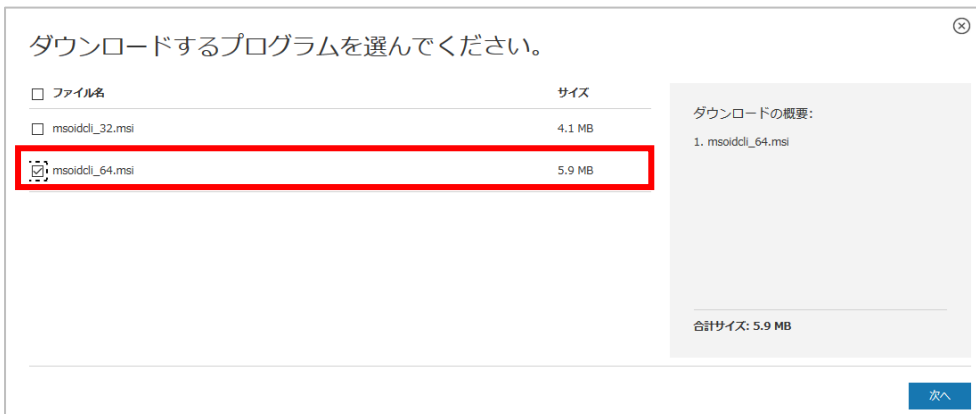 ダウンロードするプログラムを選んでください。
ファイル名 サイズ
msoidcli_32.msi 4.1 MB
msoidcli_64.msi 5.9 MB
ダウンロードの概要:
1. msoidcli_64.msi
合計サイズ: 5.9 MB
次へ